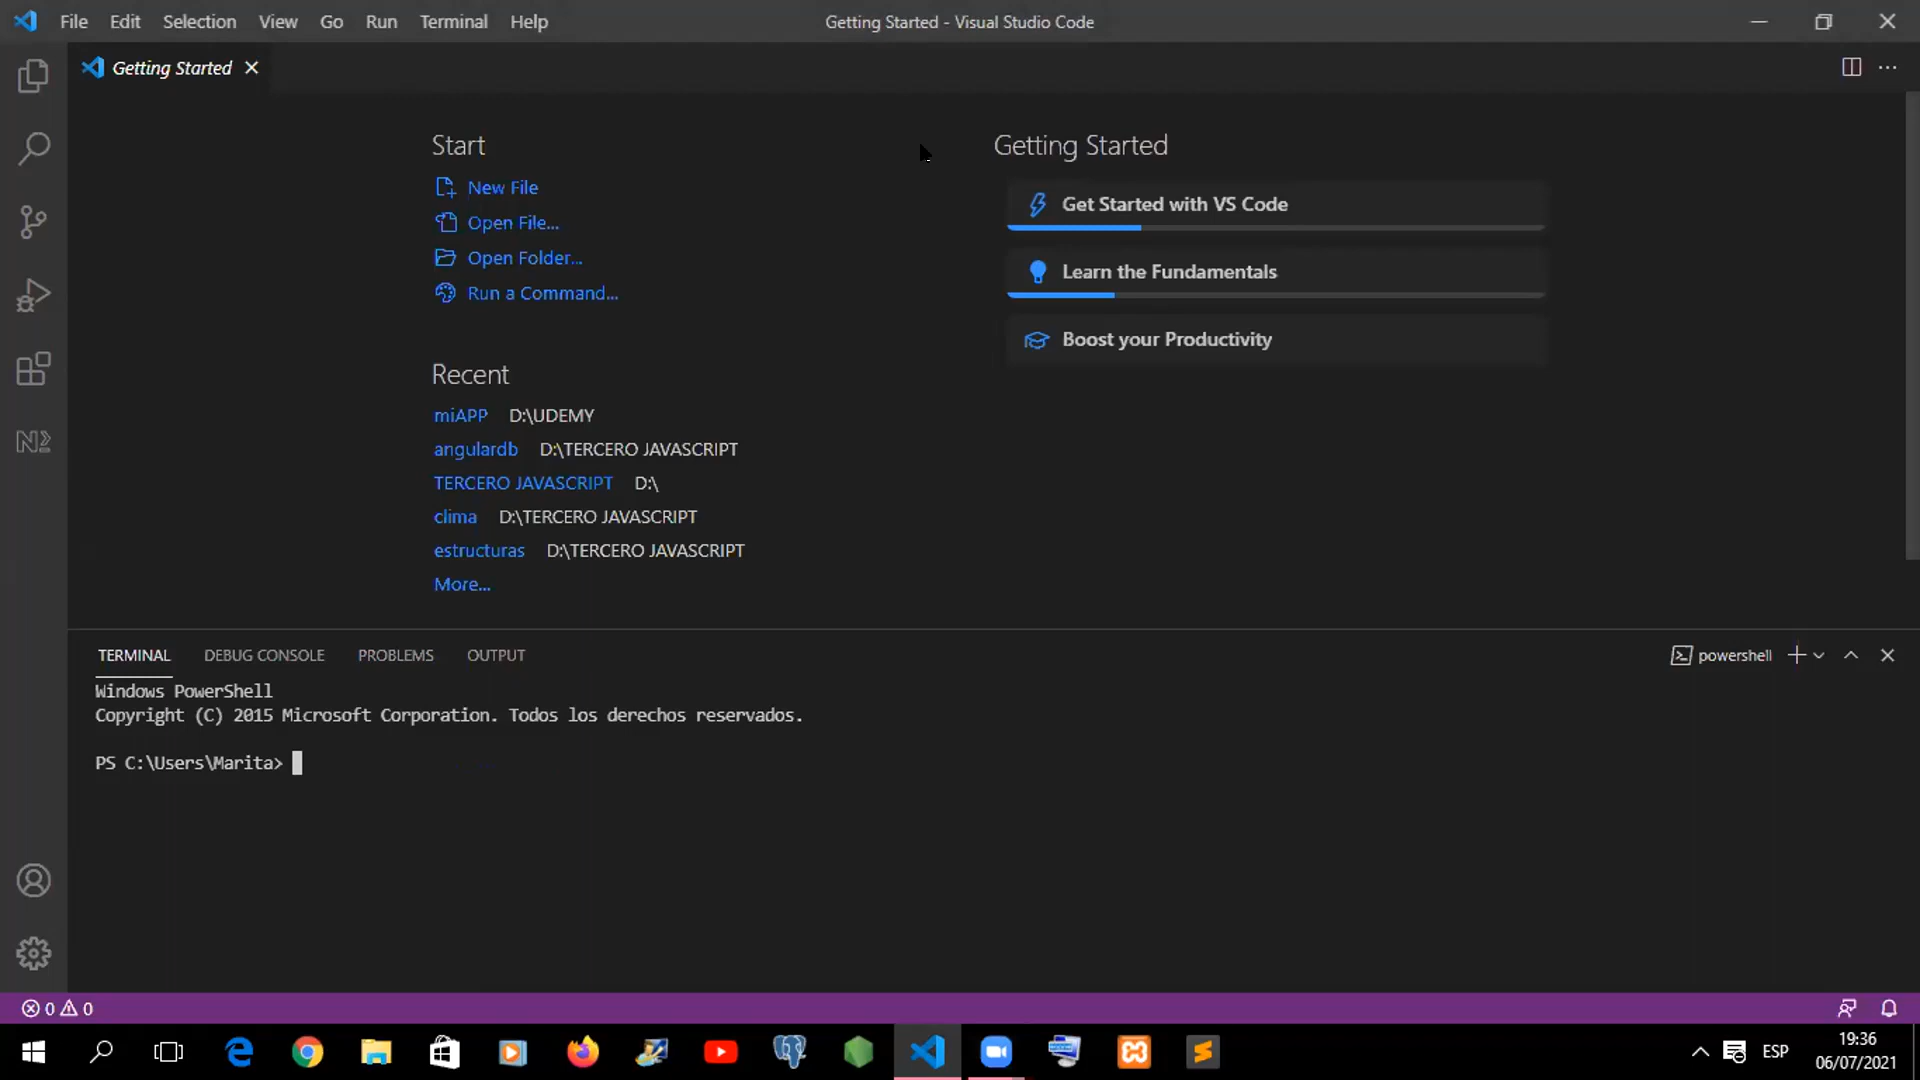 File Edit Selection View Go Run Terminal Help
Getting Started - Visual Studio Code
Getting Started
Start
New File
Open File...
Open Folder...
Run a Command...
Recent
miAPP D:\UDEMY
angulardb D:\TERCERO JAVASCRIPT
TERCERO JAVASCRIPT D:\
clima D:\TERCERO JAVASCRIPT
estructuras D:\TERCERO JAVASCRIPT
More...
Getting Started
Get Started with VS Code
Learn the Fundamentals
Boost your Productivity
TERMINAL DEBUG CONSOLE PROBLEMS OUTPUT
powershell
Windows PowerShell
Copyright (C) 2015 Microsoft Corporation. Todos los derechos reservados.
PS C:\Users\Marita>
0 0
ESP
19:36
06/07/2021